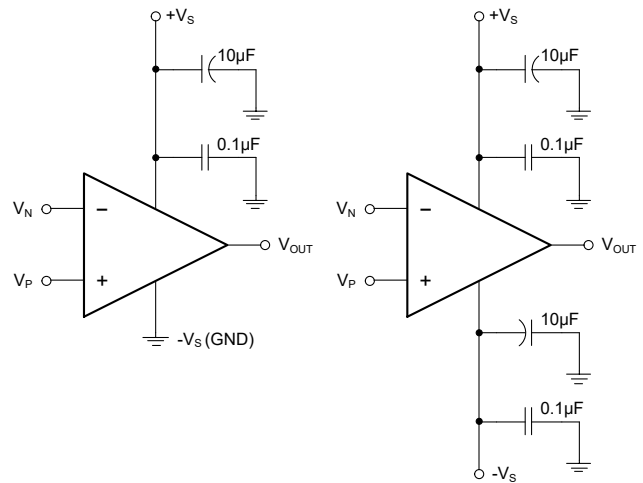 +VS
10µF
0.1µF
VN
−
VOUT
VP
+
-VS (GND)
+VS
10µF
0.1µF
VN
−
VOUT
VP
+
10µF
0.1µF
-VS